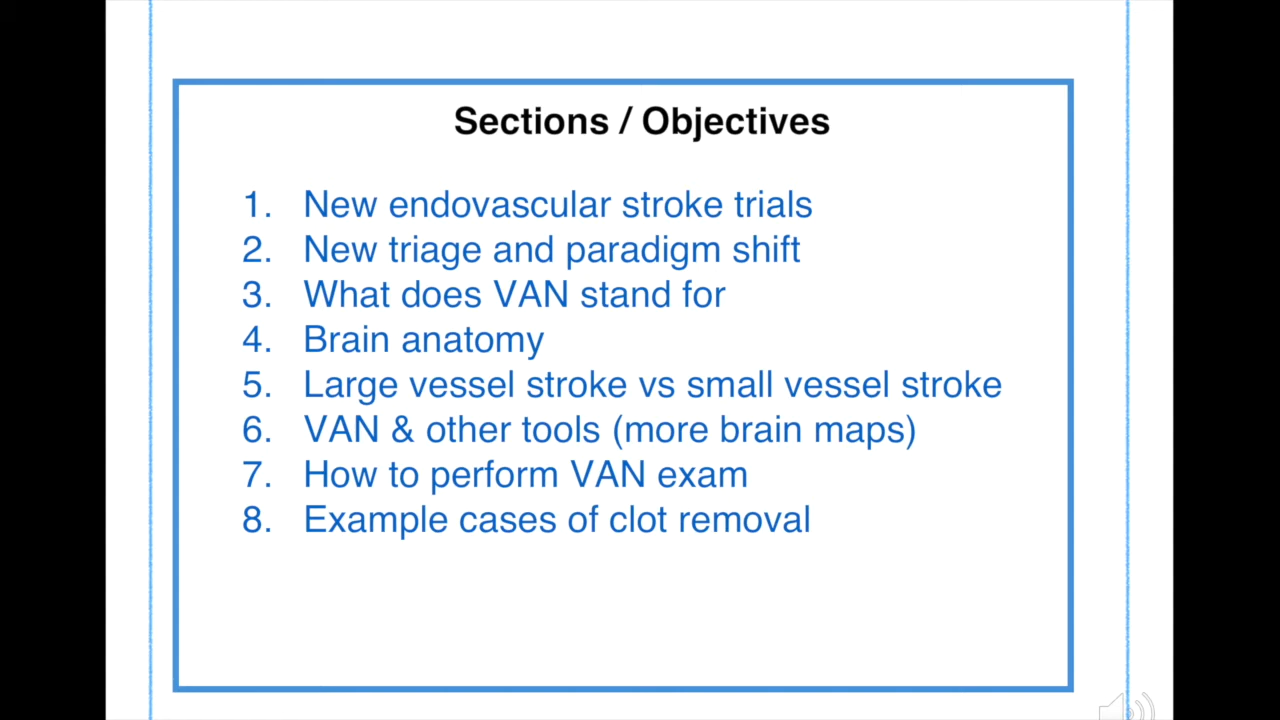 Sections / Objectives
1. New endovascular stroke trials
2. New triage and paradigm shift
3. What does VAN stand for
4. Brain anatomy
5. Large vessel stroke vs small vessel stroke
6. VAN & other tools (more brain maps)
7. How to perform VAN exam
8. Example cases of clot removal